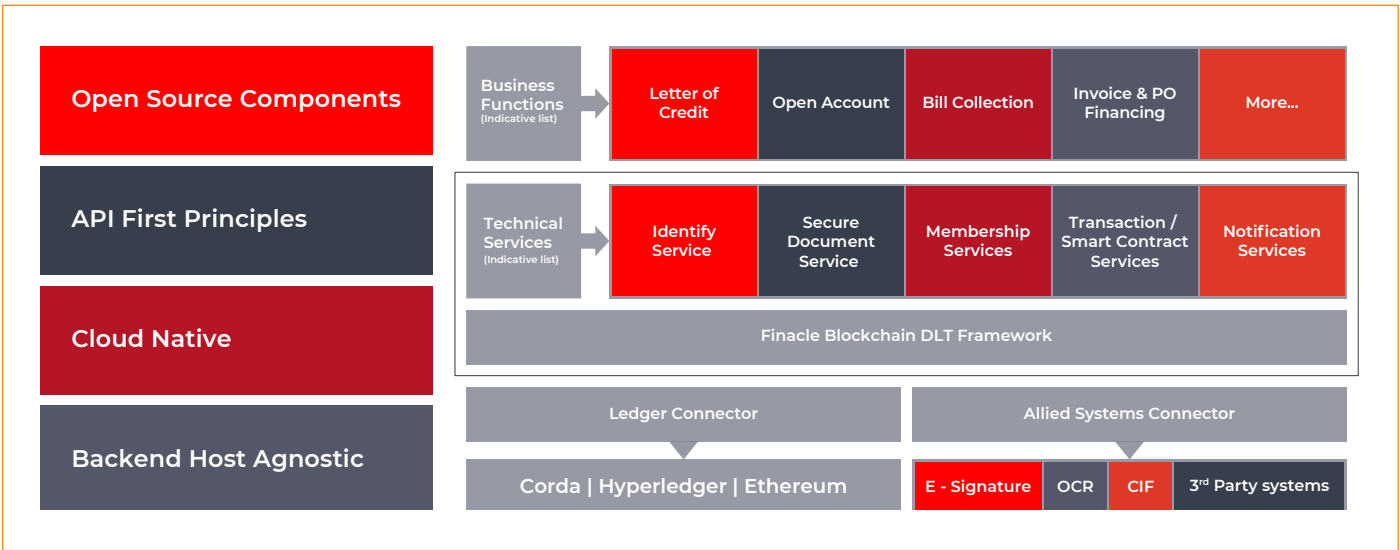 Open Source Components
API First Principles
Cloud Native
Backend Host Agnostic
Business
Functions
(Indicative list)
Letter of
Credit
Open Account
Bill Collection
Invoice & PO
Financing
More...
Technical
Services
(Indicative list)
Identify
Service
Secure
Document
Service
Membership
Services
Transaction /
Smart Contract
Services
Notification
Services
Finacle Blockchain DLT Framework
Ledger Connector
Corda | Hyperledger | Ethereum
Allied Systems Connector
E - Signature
OCR
CIF
3rd Party systems